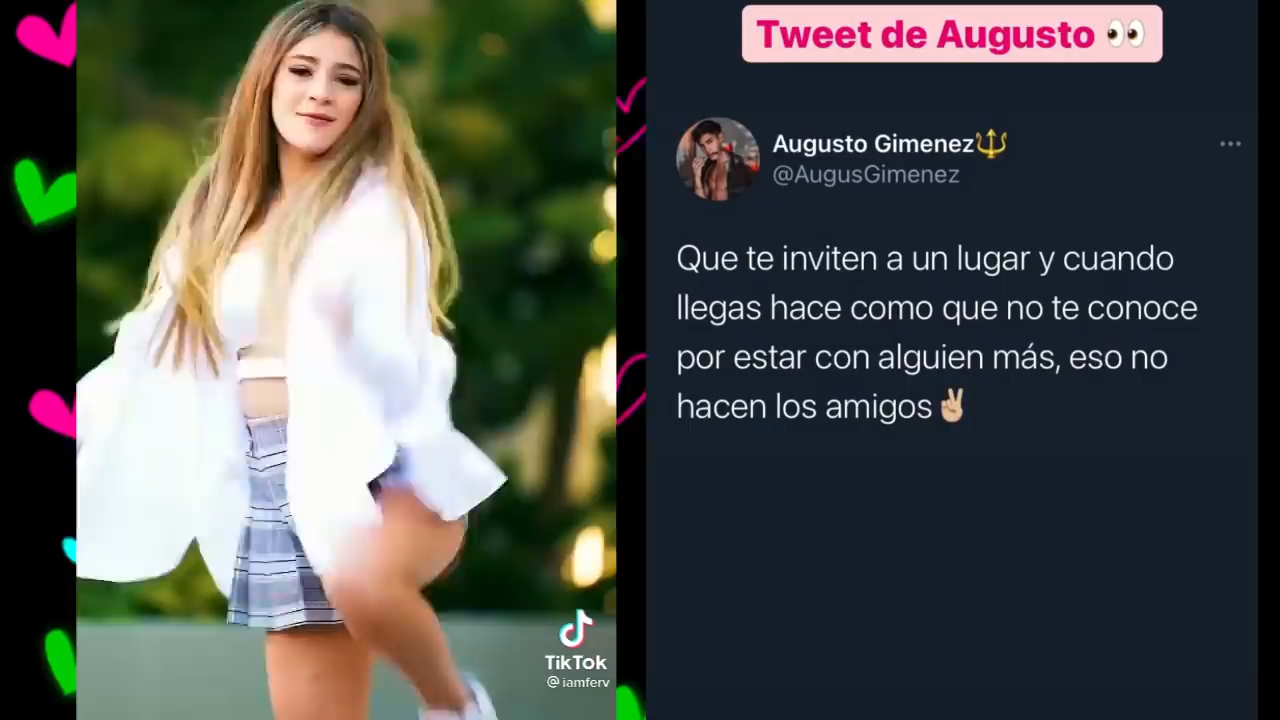 Tweet de Augusto 👀
Augusto Gimenez🔱
@AugusGimenez
Que te inviten a un lugar y cuando
llegas hace como que no te conoce
por estar con alguien más, eso no
hacen los amigos✌🏼
TikTok
@iamferv